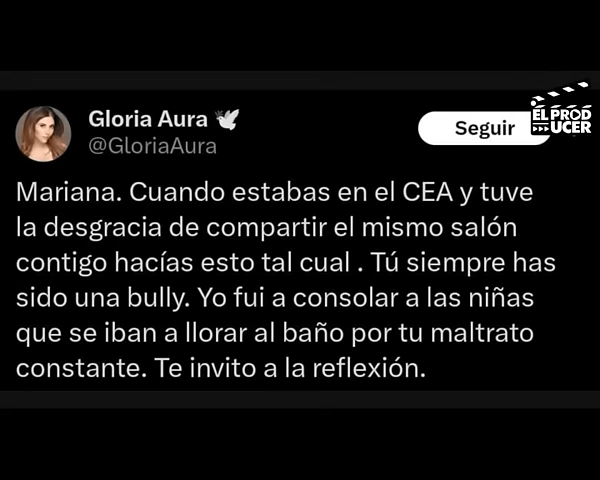 Gloria Aura 🕊
@GloriaAura
Seguir
EL PROD
UCER
Mariana. Cuando estabas en el CEA y tuve
la desgracia de compartir el mismo salón
contigo hacías esto tal cual . Tú siempre has
sido una bully. Yo fui a consolar a las niñas
que se iban a llorar al baño por tu maltrato
constante. Te invito a la reflexión.